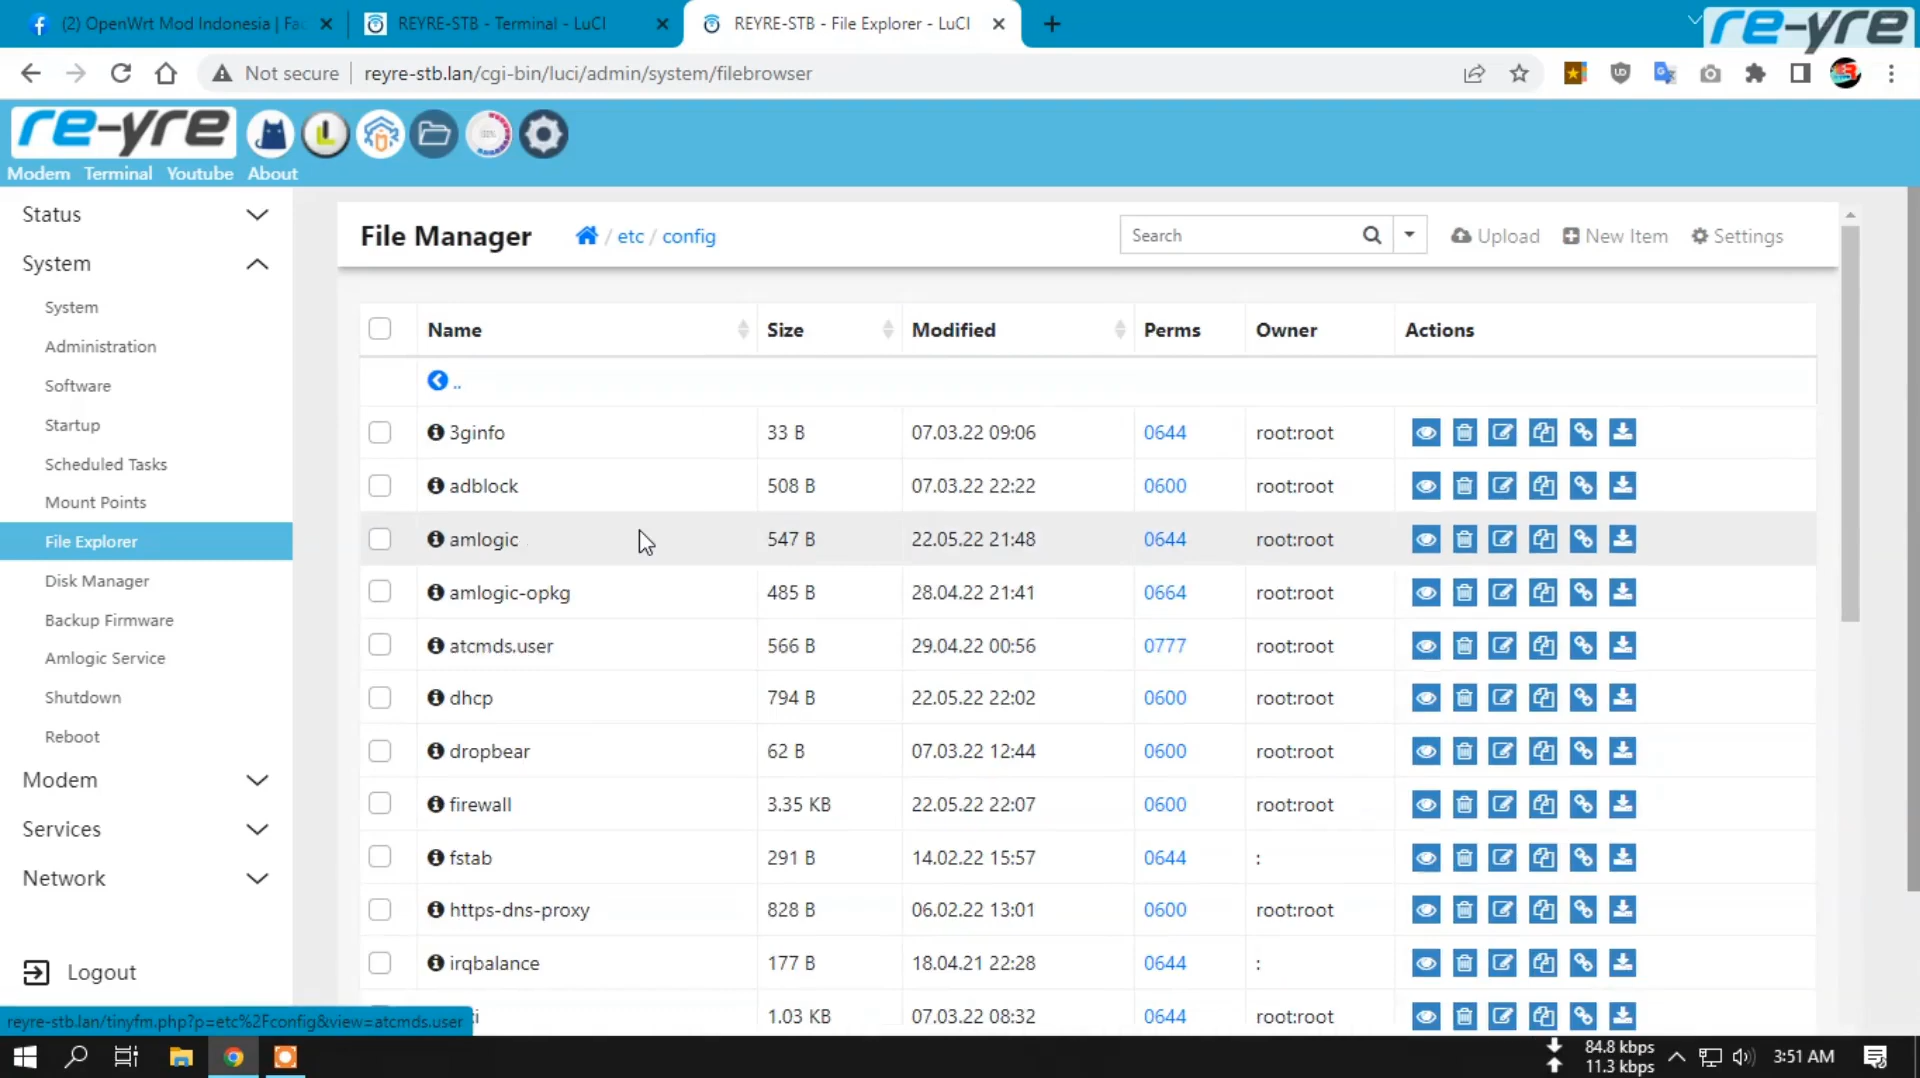 (2) OpenWrt Mod Indonesia | Fac
REYRE-STB - Terminal - LuCI
REYRE-STB - File Explorer - LuCI
re-yre
Not secure
reyre-stb.lan/cgi-bin/luci/admin/system/filebrowser
re-yre
Modem
Terminal
Youtube
About
Status
System
System
Administration
Software
Startup
Scheduled Tasks
Mount Points
File Explorer
Disk Manager
Backup Firmware
Amlogic Service
Shutdown
Reboot
Modem
Services
Network
Logout
File Manager
/ etc / config
Search
Upload
New Item
Settings
Name Size Modified Perms Owner Actions
..
3ginfo 33 B 07.03.22 09:06 0644 root:root
adblock 508 B 07.03.22 22:22 0600 root:root
amlogic 547 B 22.05.22 21:48 0644 root:root
amlogic-opkg 485 B 28.04.22 21:41 0664 root:root
atcmds.user 566 B 29.04.22 00:56 0777 root:root
dhcp 794 B 22.05.22 22:02 0600 root:root
dropbear 62 B 07.03.22 12:44 0600 root:root
firewall 3.35 KB 22.05.22 22:07 0600 root:root
fstab 291 B 14.02.22 15:57 0644 :
https-dns-proxy 828 B 06.02.22 13:01 0600 root:root
irqbalance 177 B 18.04.21 22:28 0644 :
1.03 KB 07.03.22 08:32 0644 root:root
reyre-stb.lan/tinyfm.php?p=etc%2Fconfig&view=atcmds.user
84.8 kbps
11.3 kbps
3:51 AM